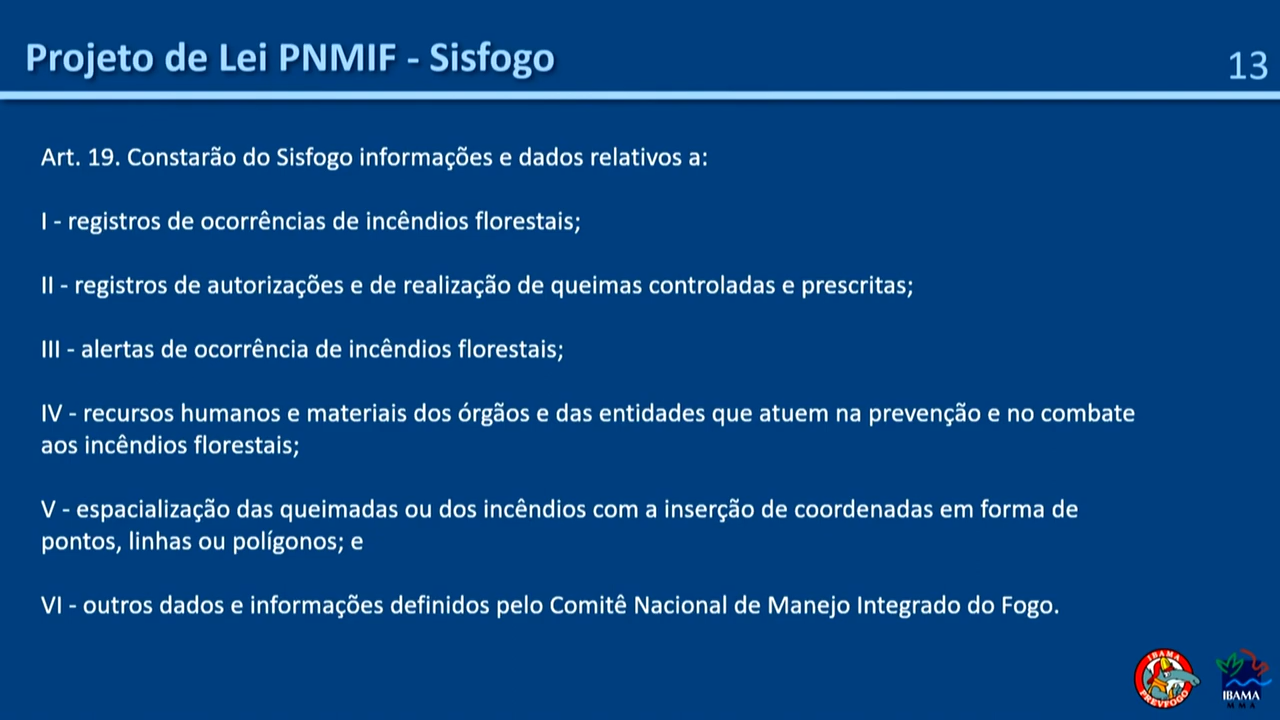 Projeto de Lei PNMIF - Sisfogo
13
Art. 19. Constarão do Sisfogo informações e dados relativos a:
I - registros de ocorrências de incêndios florestais;
II - registros de autorizações e de realização de queimas controladas e prescritas;
III - alertas de ocorrência de incêndios florestais;
IV - recursos humanos e materiais dos órgãos e das entidades que atuem na prevenção e no combate
aos incêndios florestais;
V - espacialização das queimadas ou dos incêndios com a inserção de coordenadas em forma de
pontos, linhas ou polígonos; e
VI - outros dados e informações definidos pelo Comitê Nacional de Manejo Integrado do Fogo.
IBAMA
PREVFOGO
IBAMA
MMA